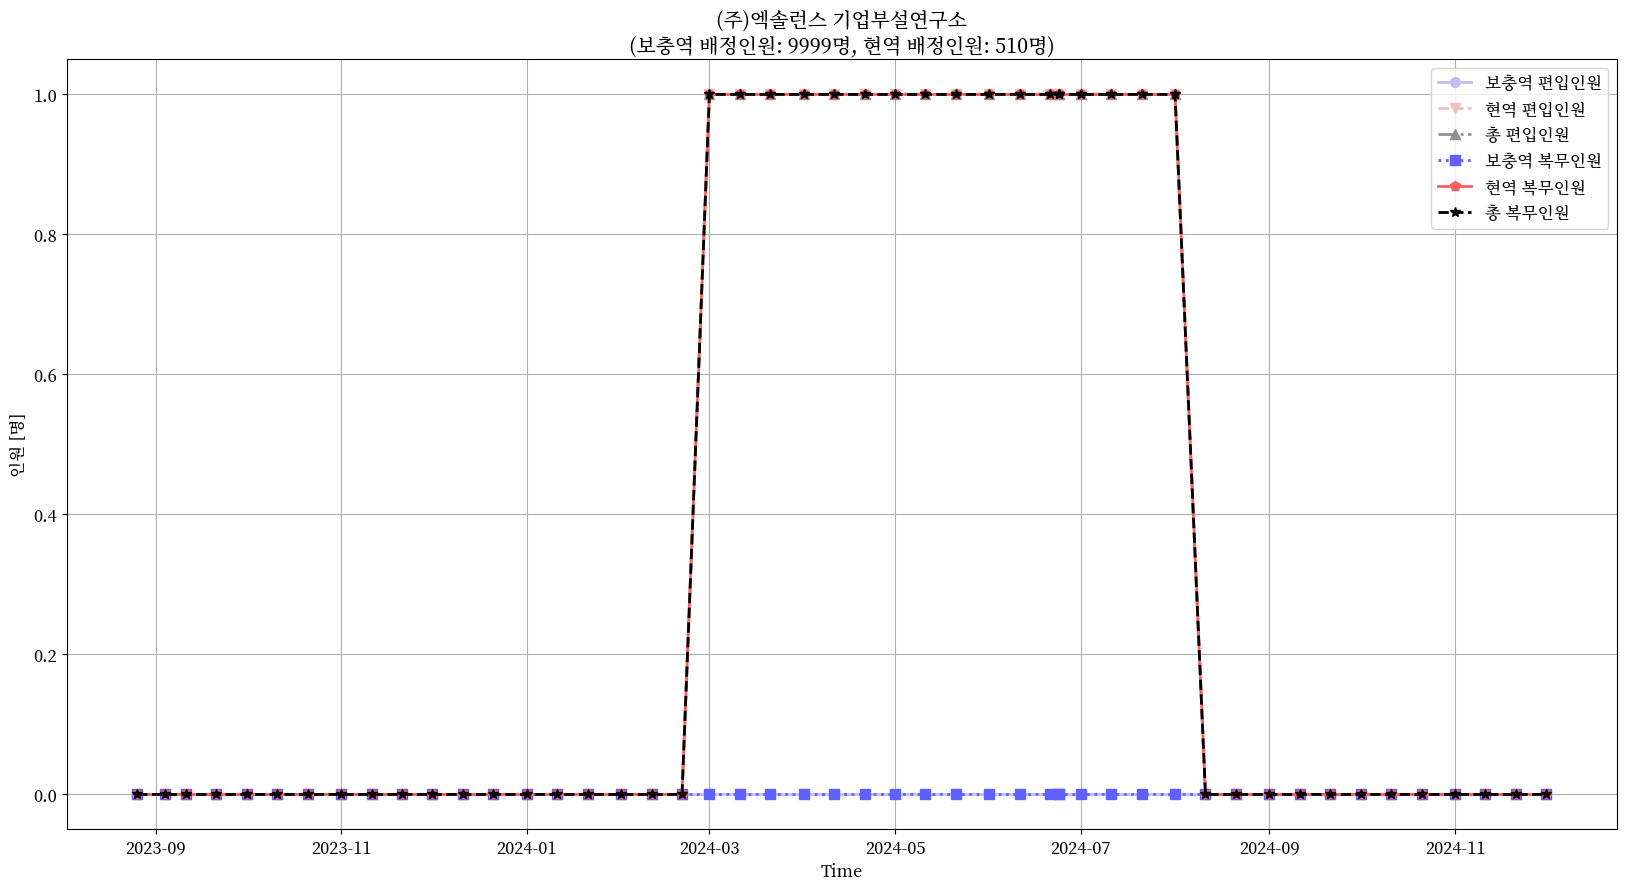 (주)엑솔런스 기업부설연구소
(보충역 배정인원: 9999명, 현역 배정인원: 510명)
1.0
0.8
0.6
0.4
0.2
0.0
인원 [명]
보충역 편입인원
현역 편입인원
총 편입인원
보충역 복무인원
현역 복무인원
총 복무인원
2023-09 2023-11 2024-01 2024-03 2024-05 2024-07 2024-09 2024-11
Time